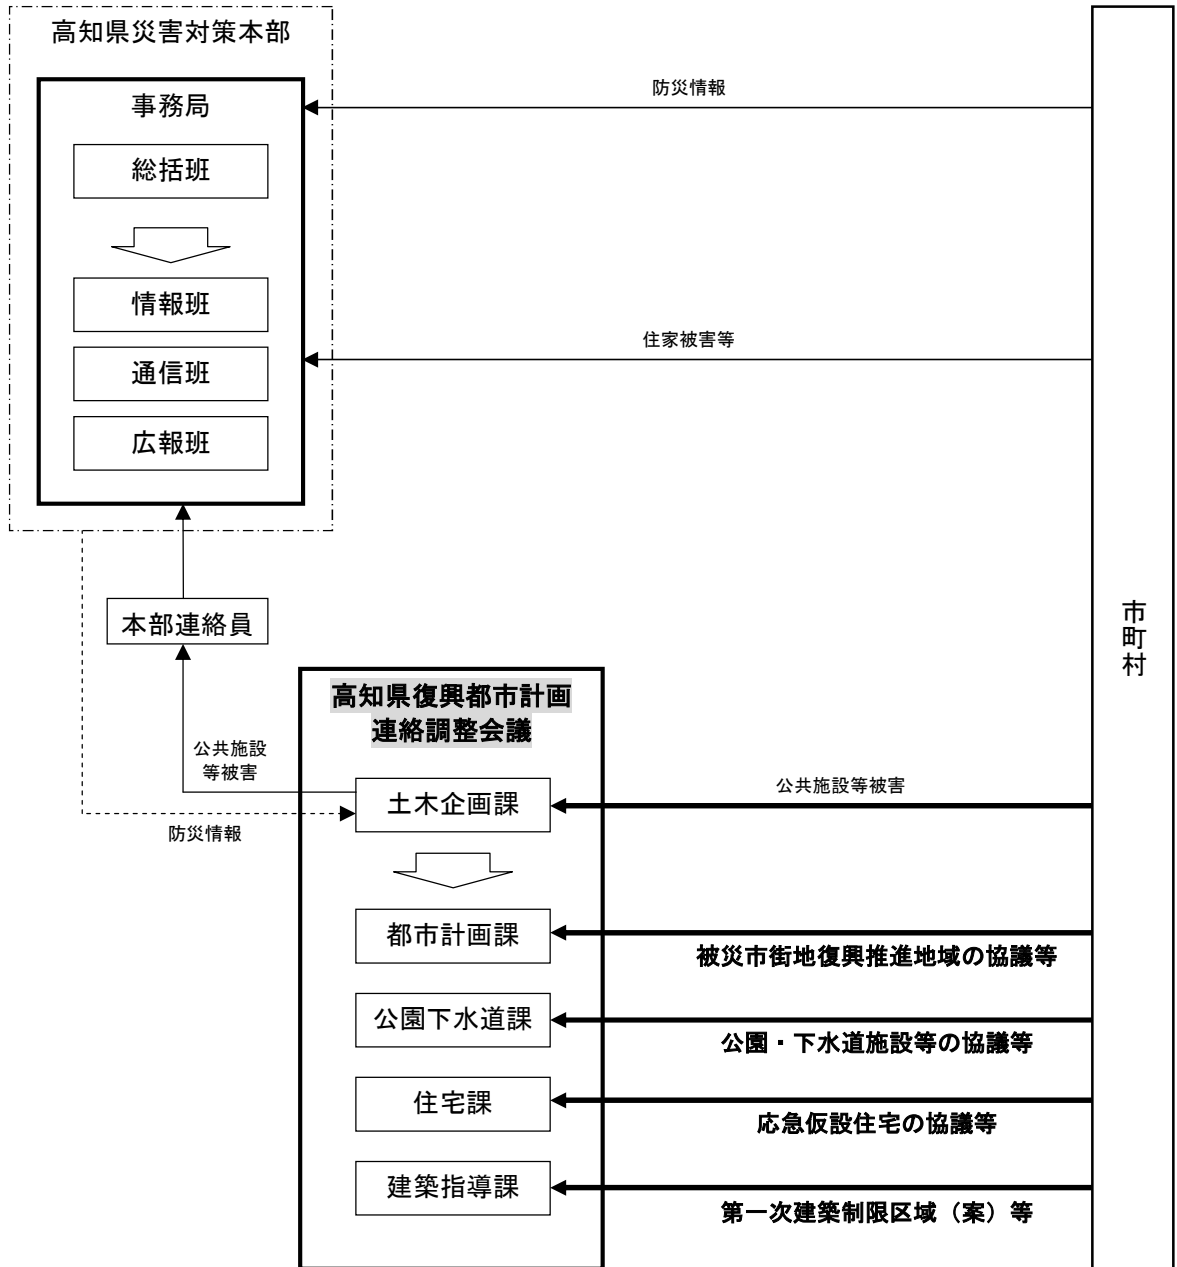 高知県災害対策本部
事務局
総括班
情報班
通信班
広報班
防災情報
住家被害等
本部連絡員
市町村
高知県復興都市計画
連絡調整会議
公共施設
等被害
防災情報
土木企画課
公共施設等被害
都市計画課
被災市街地復興推進地域の協議等
公園下水道課
公園・下水道施設等の協議等
住宅課
応急仮設住宅の協議等
建築指導課
第一次建築制限区域（案）等